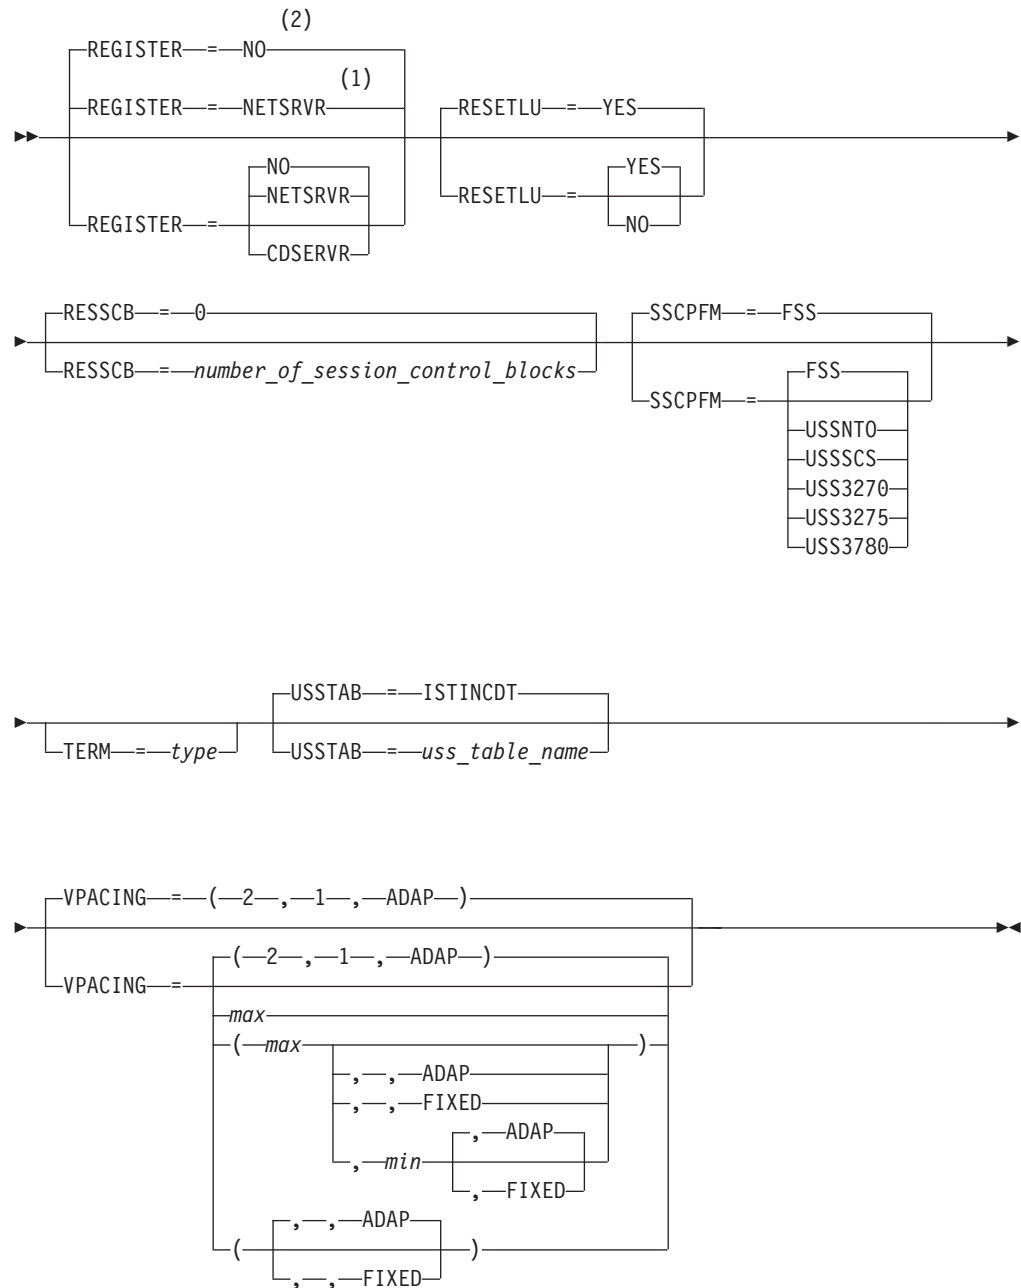 (2)
REGISTER = NO
(1)
REGISTER = NETSRVR
RESETLU = YES
NO
NETSRVR
REGISTER =
CDSERVR
YES
RESETLU =
NO
RESSCB = 0
RESSCB = number_of_session_control_blocks
SSCPFM = FSS
FSS
SSCPFM =
USSNTO
USSSCS
USS3270
USS3275
USS3780
TERM = type
USSTAB = ISTINCDT
USSTAB = uss_table_name
VPACING = ( 2 , 1 , ADAP )
( 2 , 1 , ADAP )
VPACING =
max
( max )
, , ADAP
, , FIXED
, ADAP
, min
, FIXED
, , ADAP
( )
, , FIXED